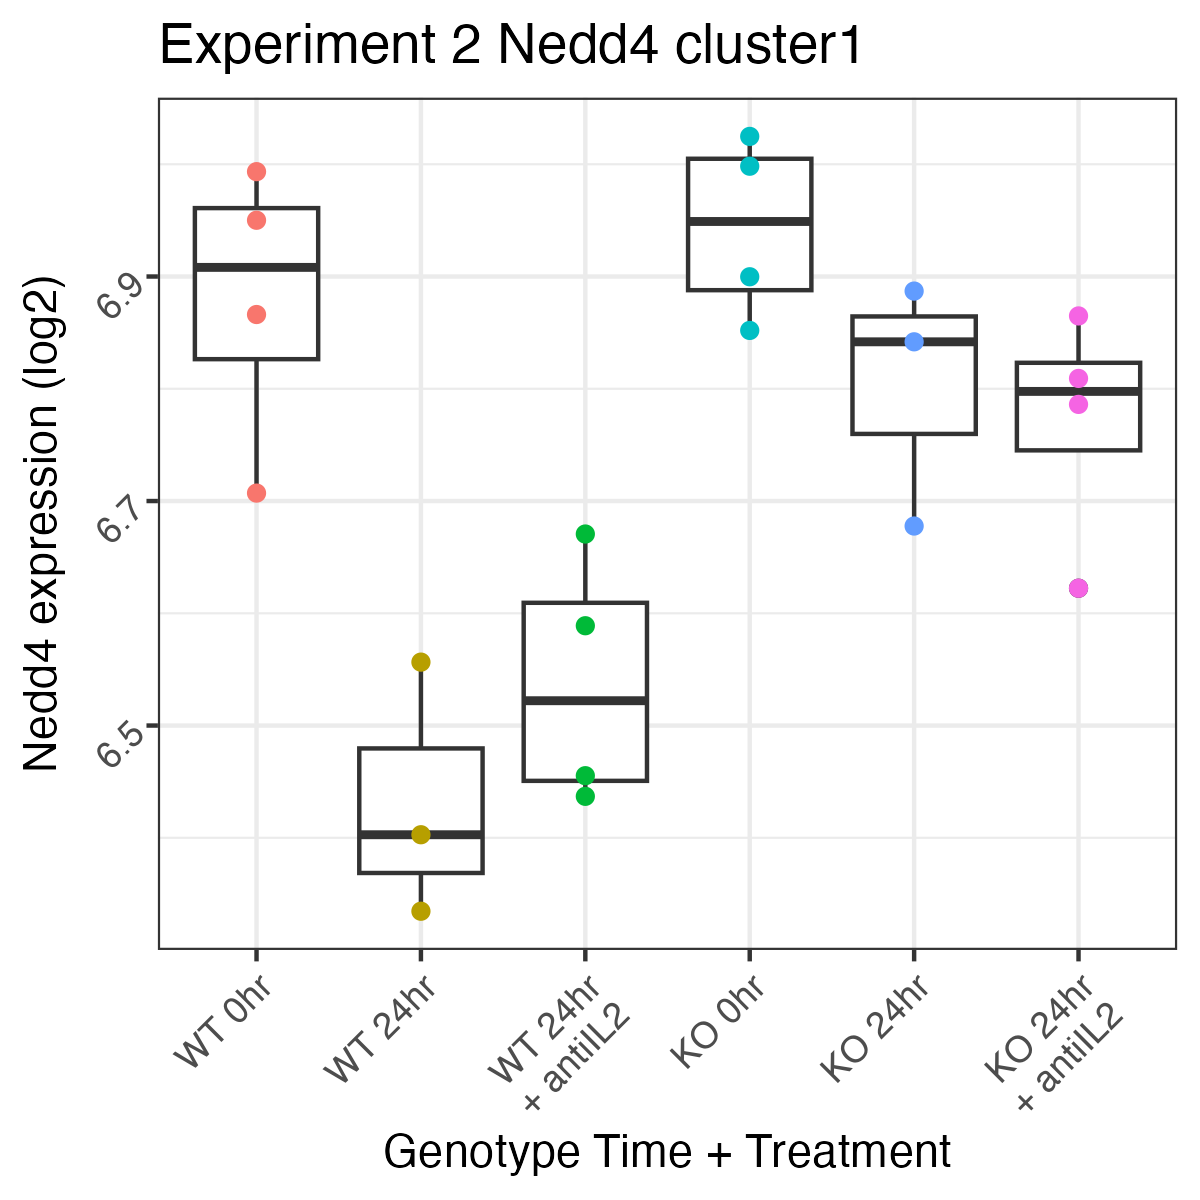 Experiment 2 Nedd4 cluster1
Nedd4 expression (log2)
6.9
6.7
6.5
WT 0hr
WT 24hr
WT 24hr
+ antiIL2
KO 0hr
KO 24hr
KO 24hr
+ antiIL2
Genotype Time + Treatment